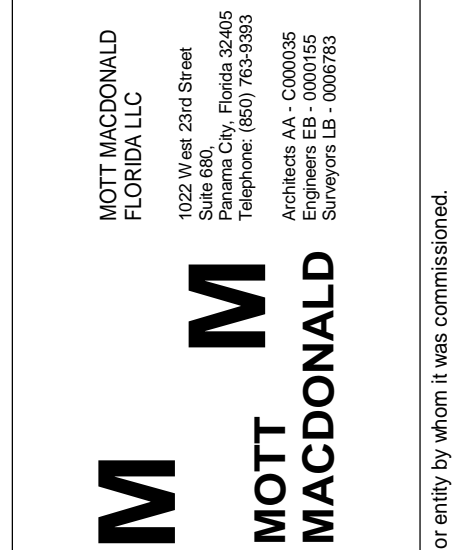 M
M
MOTT
MACDONALD
MOTT MACDONALD
FLORIDA LLC
1022 West 23rd Street
Suite 680,
Panama City, Florida 32405
Telephone: (850) 763-9393
Architects AA - C000035
Engineers EB - 0000155
Surveyors LB - 0006783
or entity by whom it was commissioned.